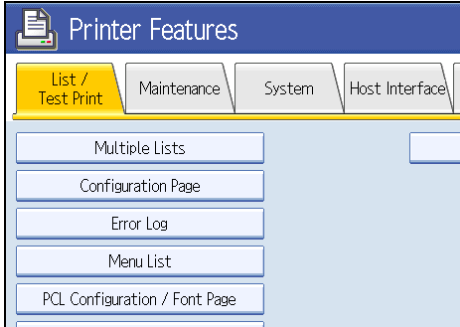 Printer Features
List /
Test Print
Maintenance
System
Host Interface
Multiple Lists
Configuration Page
Error Log
Menu List
PCL Configuration / Font Page